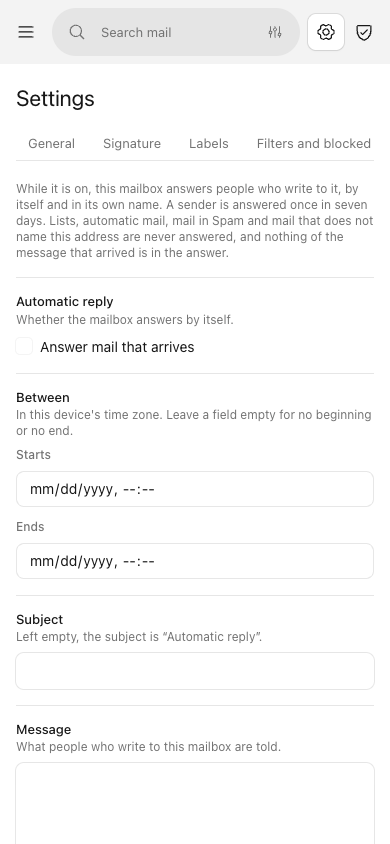 Search mail
Settings
General Signature Labels Filters and blocked
While it is on, this mailbox answers people who write to it, by
itself and in its own name. A sender is answered once in seven
days. Lists, automatic mail, mail in Spam and mail that does not
name this address are never answered, and nothing of the
message that arrived is in the answer.
Automatic reply
Whether the mailbox answers by itself.
Answer mail that arrives
Between
In this device's time zone. Leave a field empty for no beginning
or no end.
Starts
mm/dd/yyyy, --:--
Ends
mm/dd/yyyy, --:--
Subject
Left empty, the subject is “Automatic reply”.
Message
What people who write to this mailbox are told.